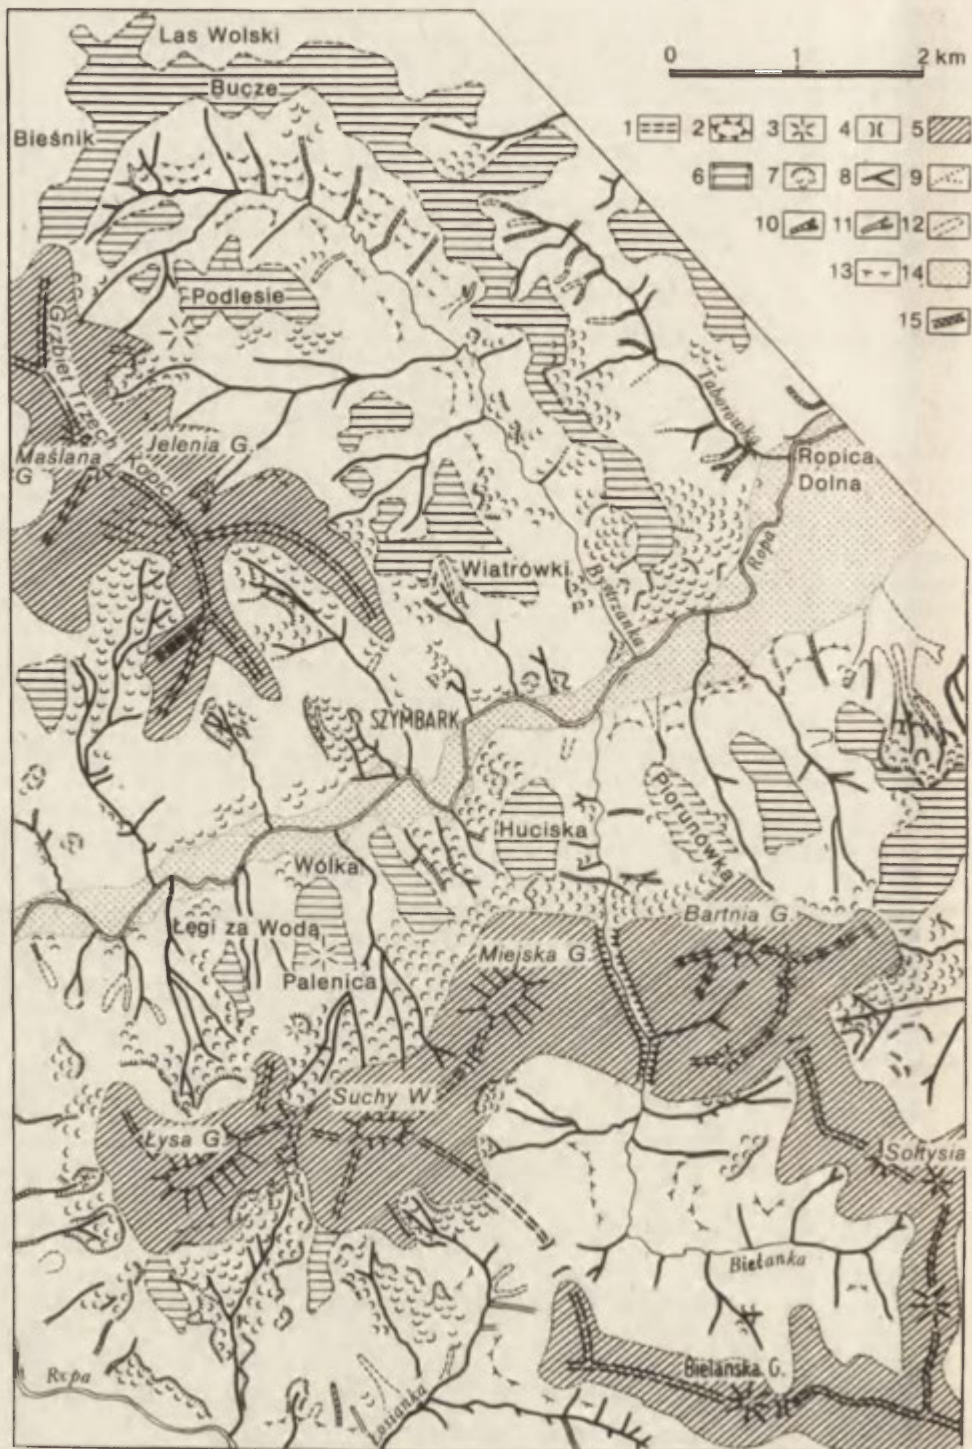 Las Wolski
0 1 2 km
Bucze
Bieśnik
1 2 3 4 5
6 7 8 9
10 11 12
13 14
15
Podlesie
Grzbiet Trzech Kopic
Taborówka
Jelenia G.
Maślana G
Ropica Dolna
Ropa
Wiatrówki
Bystrzanka
SZYMBARK
Piorunówka
Huciska
Wólka
Łęgi za Wodą
Bartnia G.
Miejska G.
Palenica
Suchy W.
Łysa G.
Sołtysia
Bielanka
Bielańska G.
Ropa
Łosianka